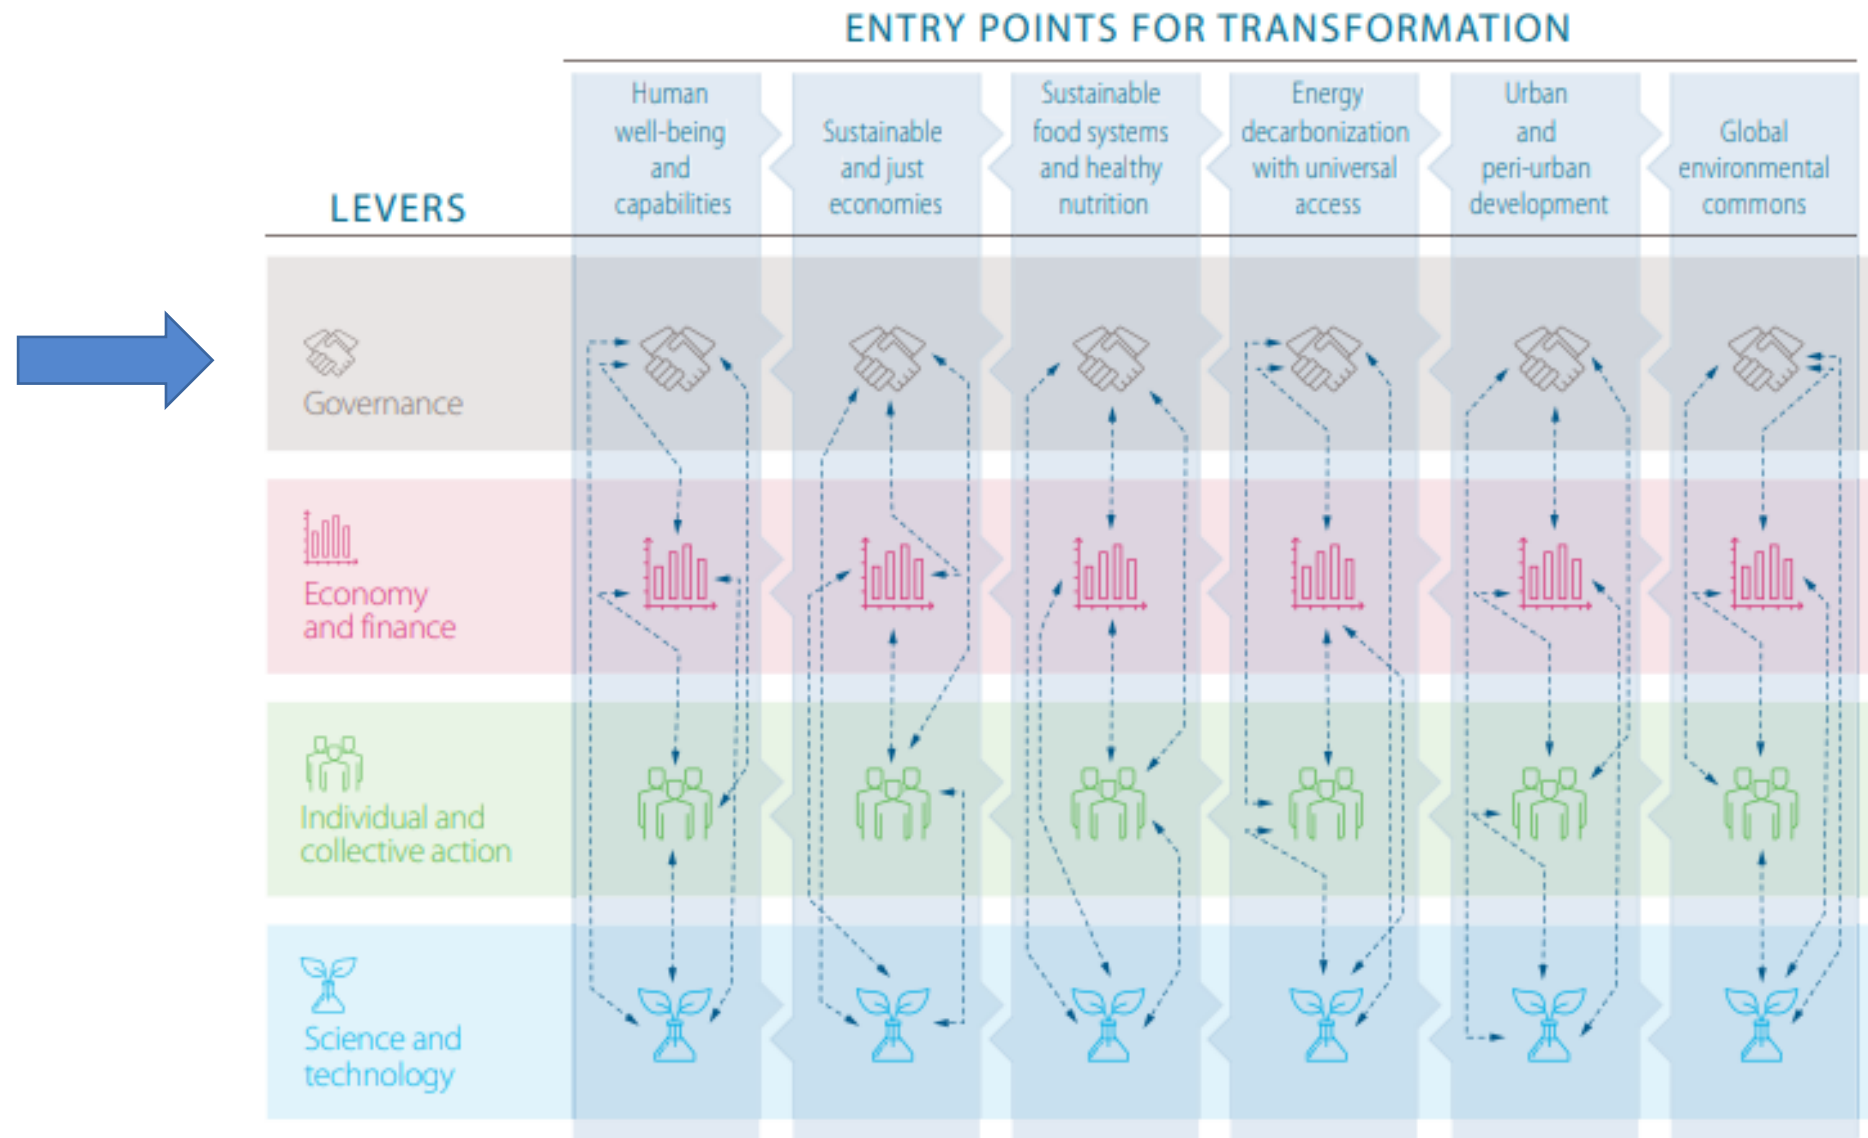 ENTRY POINTS FOR TRANSFORMATION
Human
well-being
and
capabilities
Sustainable
and just
economies
Sustainable
food systems
and healthy
nutrition
Energy
decarbonization
with universal
access
Urban
and
peri-urban
development
Global
environmental
commons
LEVERS
Governance
Economy
and finance
Individual and
collective action
Science and
technology